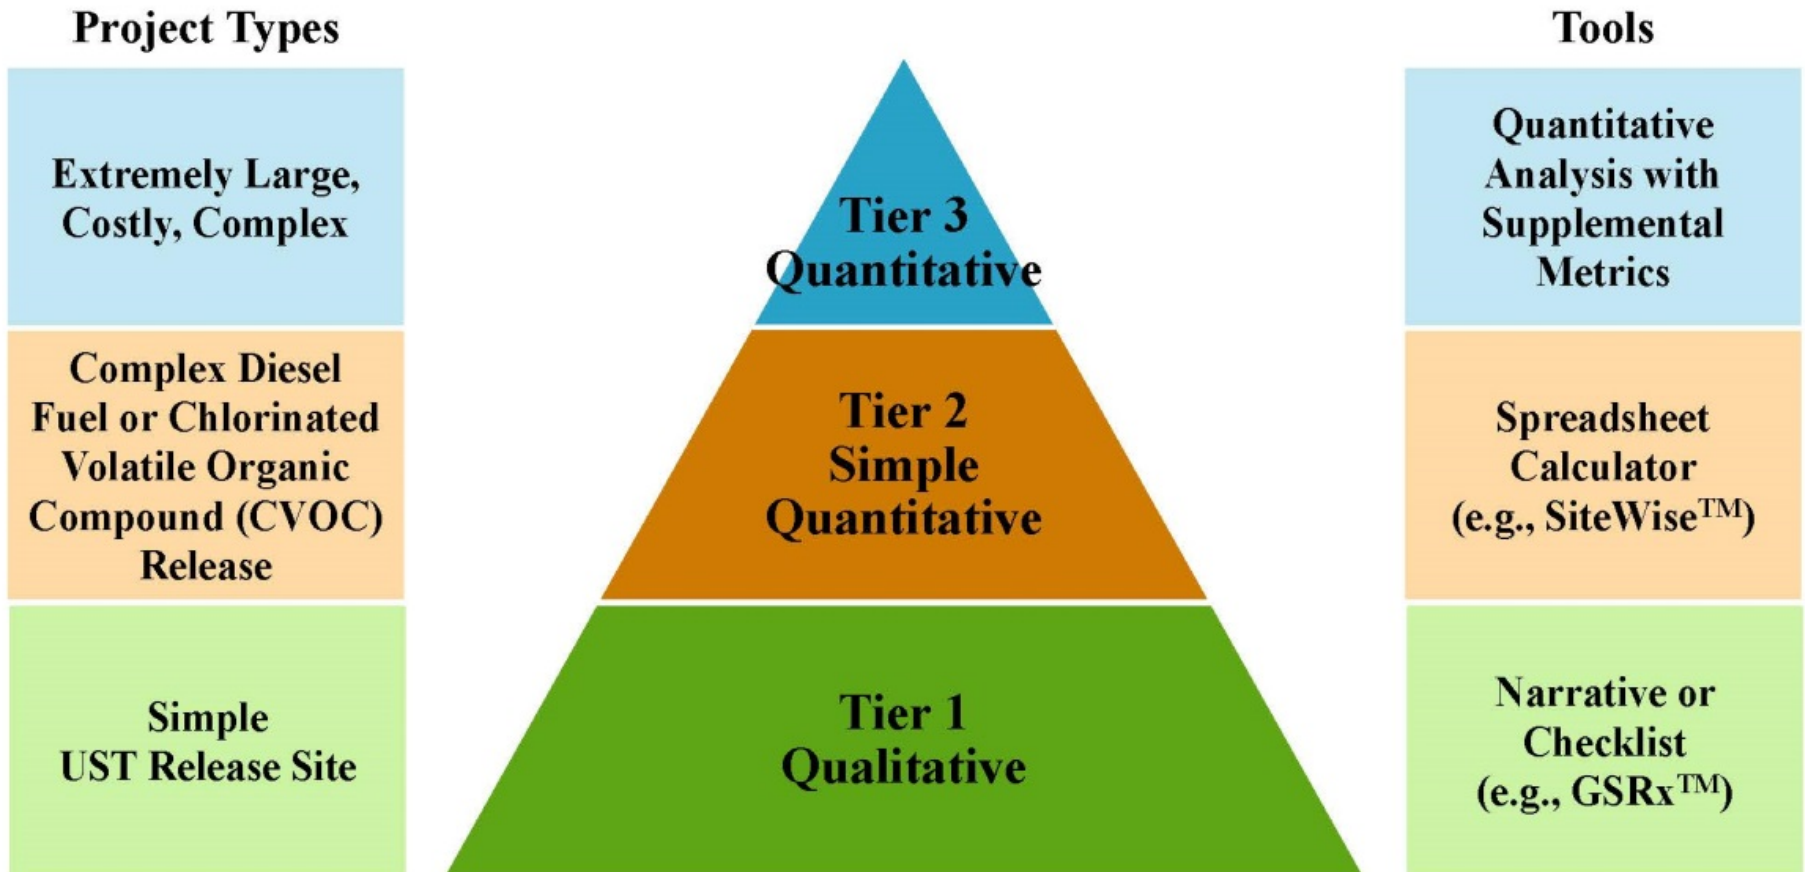 Project Types
Tools
Extremely Large,
Costly, Complex
Tier 3
Quantitative
Quantitative
Analysis with
Supplemental
Metrics
Complex Diesel
Fuel or Chlorinated
Volatile Organic
Compound (CVOC)
Release
Tier 2
Simple
Quantitative
Spreadsheet
Calculator
(e.g., SiteWise™)
Simple
UST Release Site
Tier 1
Qualitative
Narrative or
Checklist
(e.g., GSRx™)